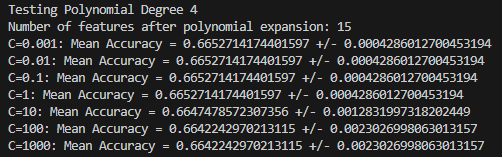 Testing Polynomial Degree 4
Number of features after polynomial expansion: 15
C=0.001: Mean Accuracy = 0.6652714174401597 +/- 0.0004286012700453194
C=0.01: Mean Accuracy = 0.6652714174401597 +/- 0.0004286012700453194
C=0.1: Mean Accuracy = 0.6652714174401597 +/- 0.0004286012700453194
C=1: Mean Accuracy = 0.6652714174401597 +/- 0.0004286012700453194
C=10: Mean Accuracy = 0.6647478572307356 +/- 0.0012831997318202449
C=100: Mean Accuracy = 0.6642242970213115 +/- 0.0023026998063013157
C=1000: Mean Accuracy = 0.6642242970213115 +/- 0.0023026998063013157